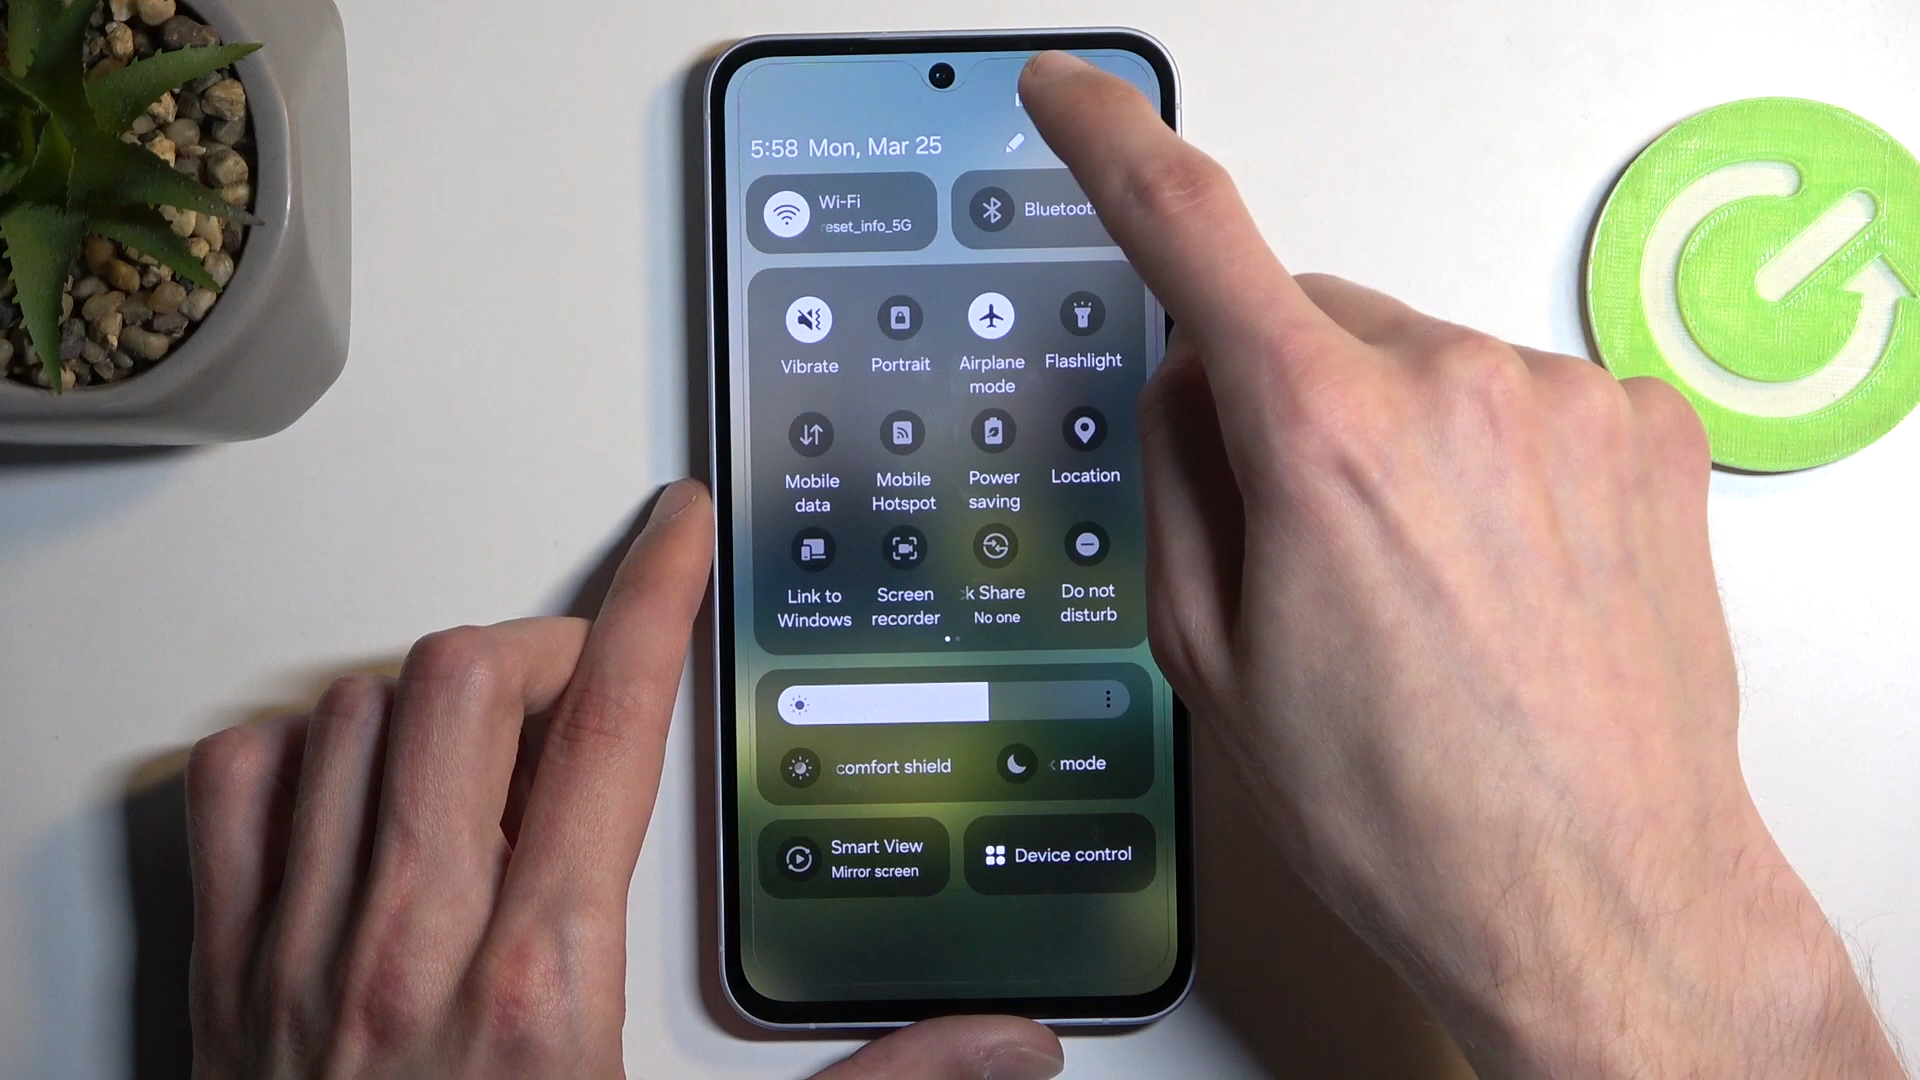 5:58 Mon, Mar 25
Wi-Fi
reset_info_5G
Bluetooth
Vibrate
Portrait
Airplane
mode
Flashlight
Mobile
data
Mobile
Hotspot
Power
saving
Location
Link to
Windows
Screen
recorder
k Share
No one
Do not
disturb
comfort shield
mode
Smart View
Mirror screen
Device control